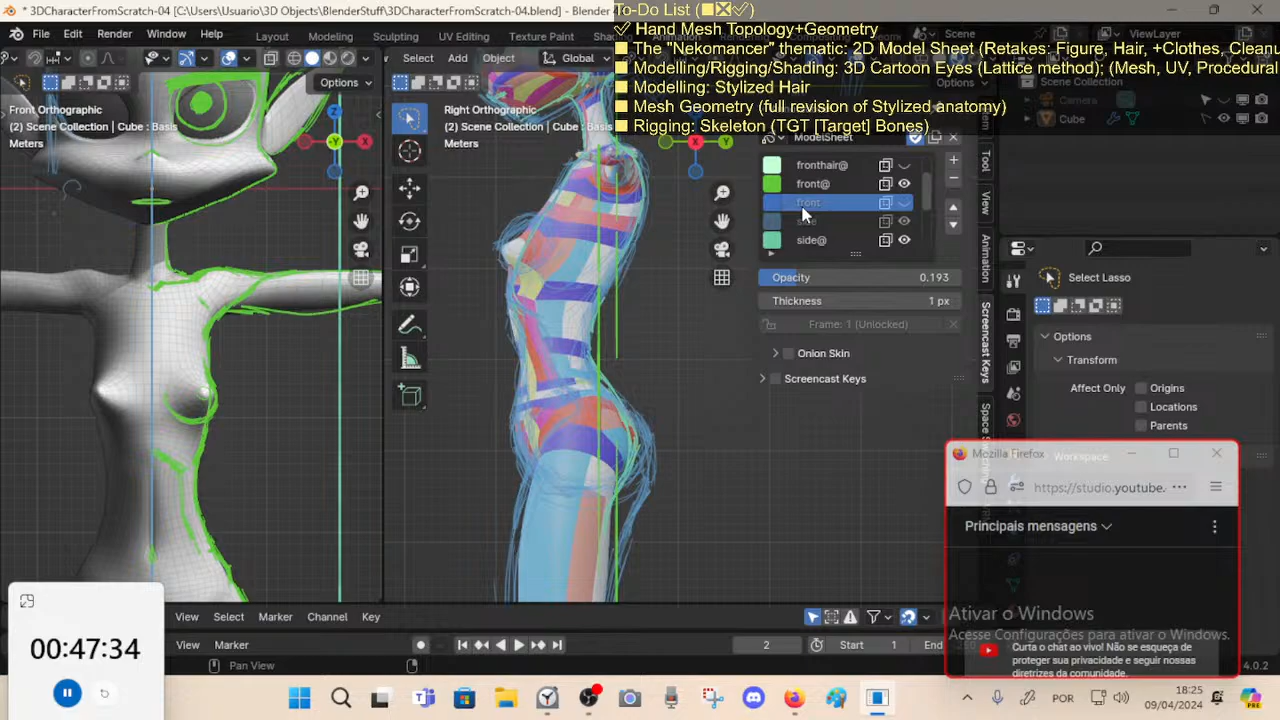 * 3DCharacterFromScratch-04 [C:\Users\Usuario\3D Objects\BlenderStuff\3DCharacterFromScratch-04.blend] - Blender
To-Do List (■☒✓)
✓ Hand Mesh Topology+Geometry
■ The "Nekomancer" thematic: 2D Model Sheet (Retakes: Figure, Hair, +Clothes, Clean
■ Modelling/Rigging/Shading: 3D Cartoon Eyes (Lattice method): (Mesh, UV, Procedural
■ Modelling: Stylized Hair
■ Mesh Geometry (full revision of Stylized anatomy)
■ Rigging: Skeleton (TGT [Target] Bones)
File Edit Render Window Help Layout Modeling Sculpting UV Editing Texture Paint Scene ViewLayer
Select Add Object Global
Options
Options
Scene Collection
Camera
Cube
Front Orthographic
(2) Scene Collection | Cube : Basis
Meters
Right Orthographic
(2) Scene Collection | Cube : Basis
Meters
Z
-Y X
X Y
ModelSheet
fronthair@
front@
front
side
side@
Opacity 0.193
Thickness 1 px
Frame: 1 (Unlocked)
Onion Skin
Screencast Keys
Item
Tool
View
Animation
Screencast Keys
Select Lasso
Options
Transform
Affect Only Origins
Locations
Parents
Workspace
Mozilla Firefox
https://studio.youtube.
Principais mensagens
Ativar o Windows
Acesse Configurações para ativar o Windows.
Curta o chat ao vivo! Não se esqueça de
proteger sua privacidade e seguir nossas
diretrizes da comunidade.
00:47:34
View Select Marker Channel Key
View Marker 2 Start 1 End
Pan View 4.0.2
POR
18:25
09/04/2024
PRE